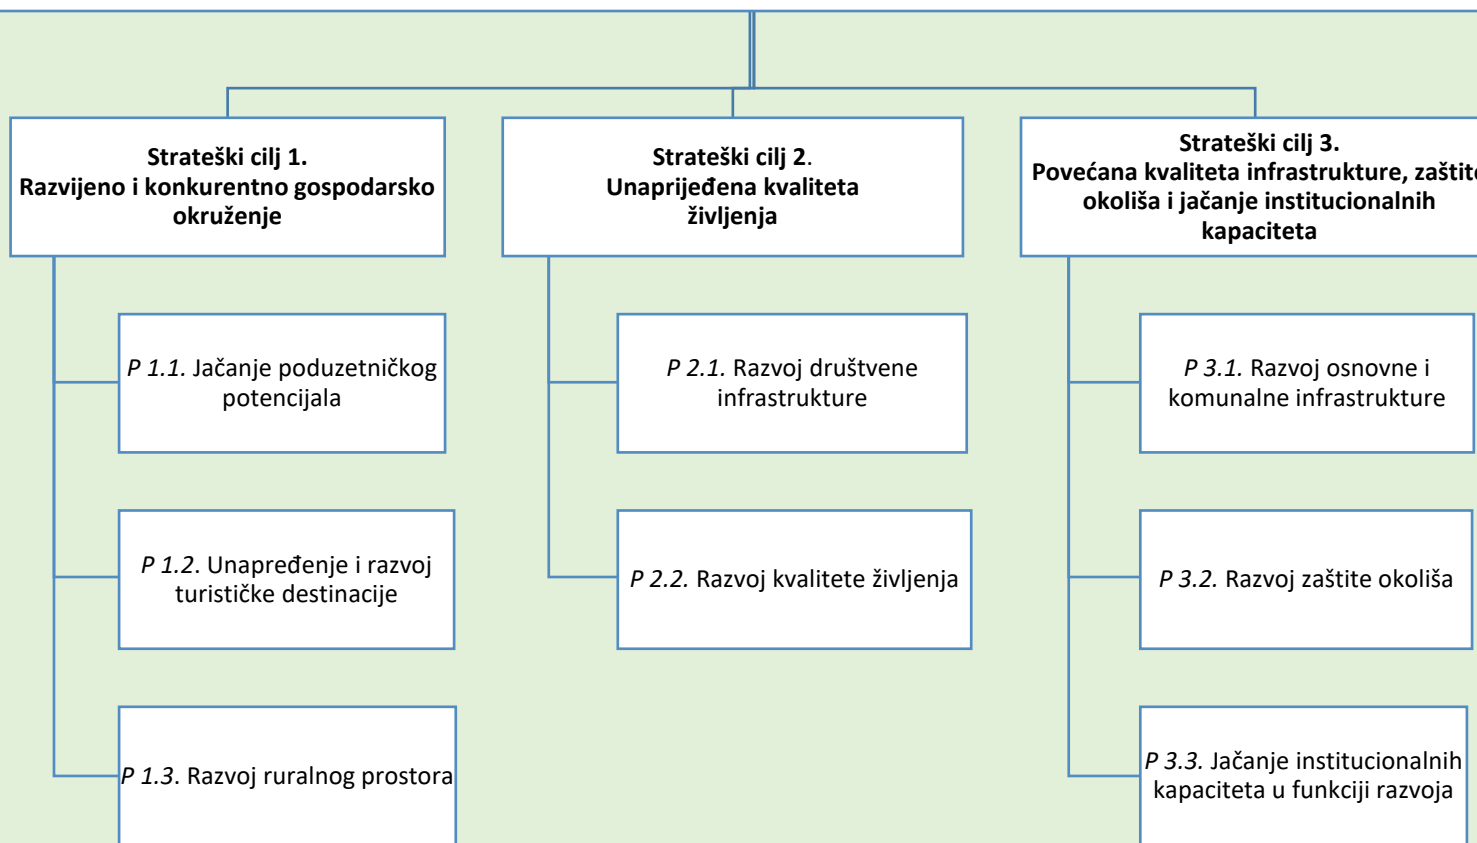 Strateški cilj 1.
Razvijeno i konkurentno gospodarsko
okruženje
P 1.1. Jačanje poduzetničkog
potencijala
P 1.2. Unapređenje i razvoj
turističke destinacije
P 1.3. Razvoj ruralnog prostora
Strateški cilj 2.
Unaprijeđena kvaliteta
življenja
P 2.1. Razvoj društvene
infrastrukture
P 2.2. Razvoj kvalitete življenja
Strateški cilj 3.
Povećana kvaliteta infrastrukture, zaštite
okoliša i jačanje institucionalnih
kapaciteta
P 3.1. Razvoj osnovne i
komunalne infrastrukture
P 3.2. Razvoj zaštite okoliša
P 3.3. Jačanje institucionalnih
kapaciteta u funkciji razvoja